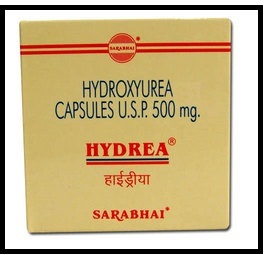 SARABHAI
HYDROXYUREA
CAPSULES U.S.P. 500 mg.
HYDREA®
हाईड्रीया
SARABHAI